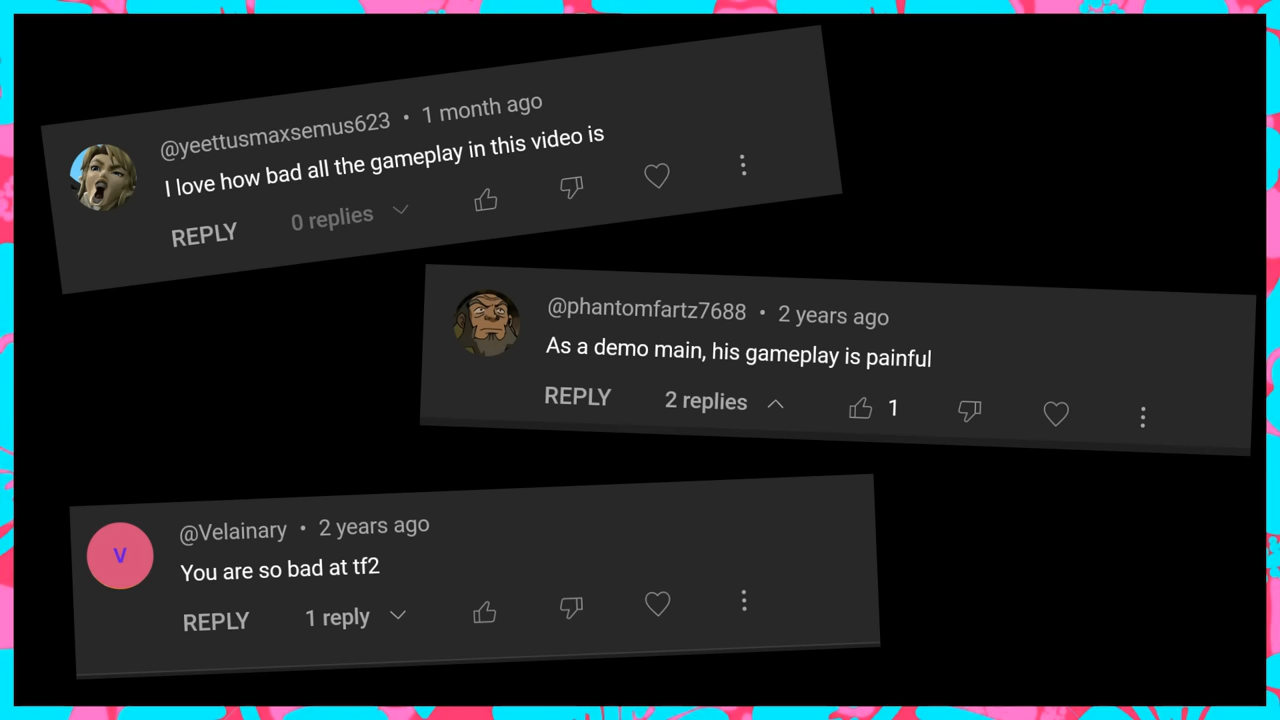 @yeettusmaxsemus623 • 1 month ago
I love how bad all the gameplay in this video is
REPLY 0 replies
@phantomfartz7688 • 2 years ago
As a demo main, his gameplay is painful
REPLY 2 replies 1
V
@Velainary • 2 years ago
You are so bad at tf2
REPLY 1 reply